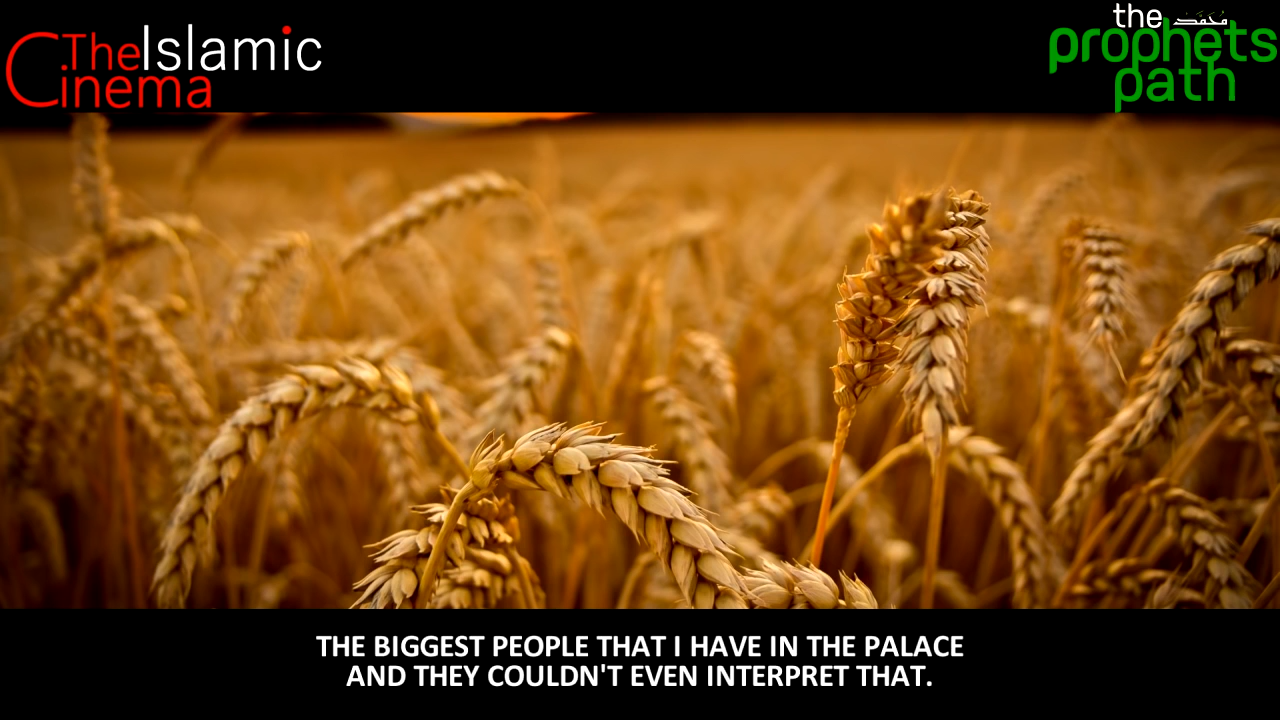 TheIslamic
Cinema
the مُحَمَّد
prophets
path
THE BIGGEST PEOPLE THAT I HAVE IN THE PALACE
AND THEY COULDN'T EVEN INTERPRET THAT.